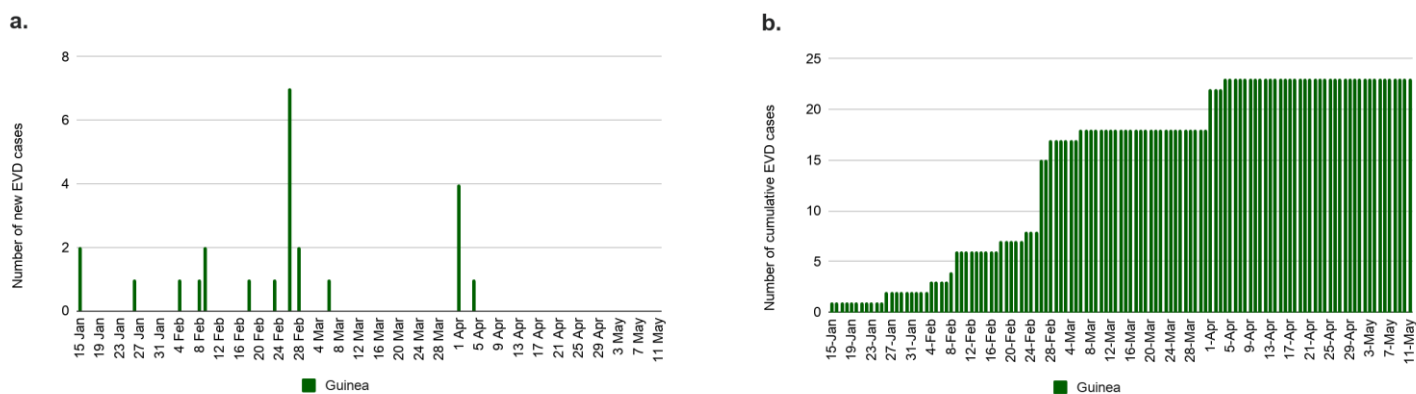 a.
Number of new EVD cases
8
6
4
2
0
15 Jan
19 Jan
23 Jan
27 Jan
31 Jan
4 Feb
8 Feb
12 Feb
16 Feb
20 Feb
24 Feb
28 Feb
4 Mar
8 Mar
12 Mar
16 Mar
20 Mar
24 Mar
28 Mar
1 Apr
5 Apr
9 Apr
13 Apr
17 Apr
21 Apr
25 Apr
29 Apr
3 May
7 May
11 May
Guinea
b.
Number of cumulative EVD cases
25
20
15
10
5
0
15-Jan
19-Jan
23-Jan
27-Jan
31-Jan
4-Feb
8-Feb
12-Feb
16-Feb
20-Feb
24-Feb
28-Feb
4-Mar
8-Mar
12-Mar
16-Mar
20-Mar
24-Mar
28-Mar
1-Apr
5-Apr
9-Apr
13-Apr
17-Apr
21-Apr
25-Apr
29-Apr
3-May
7-May
11-May
Guinea